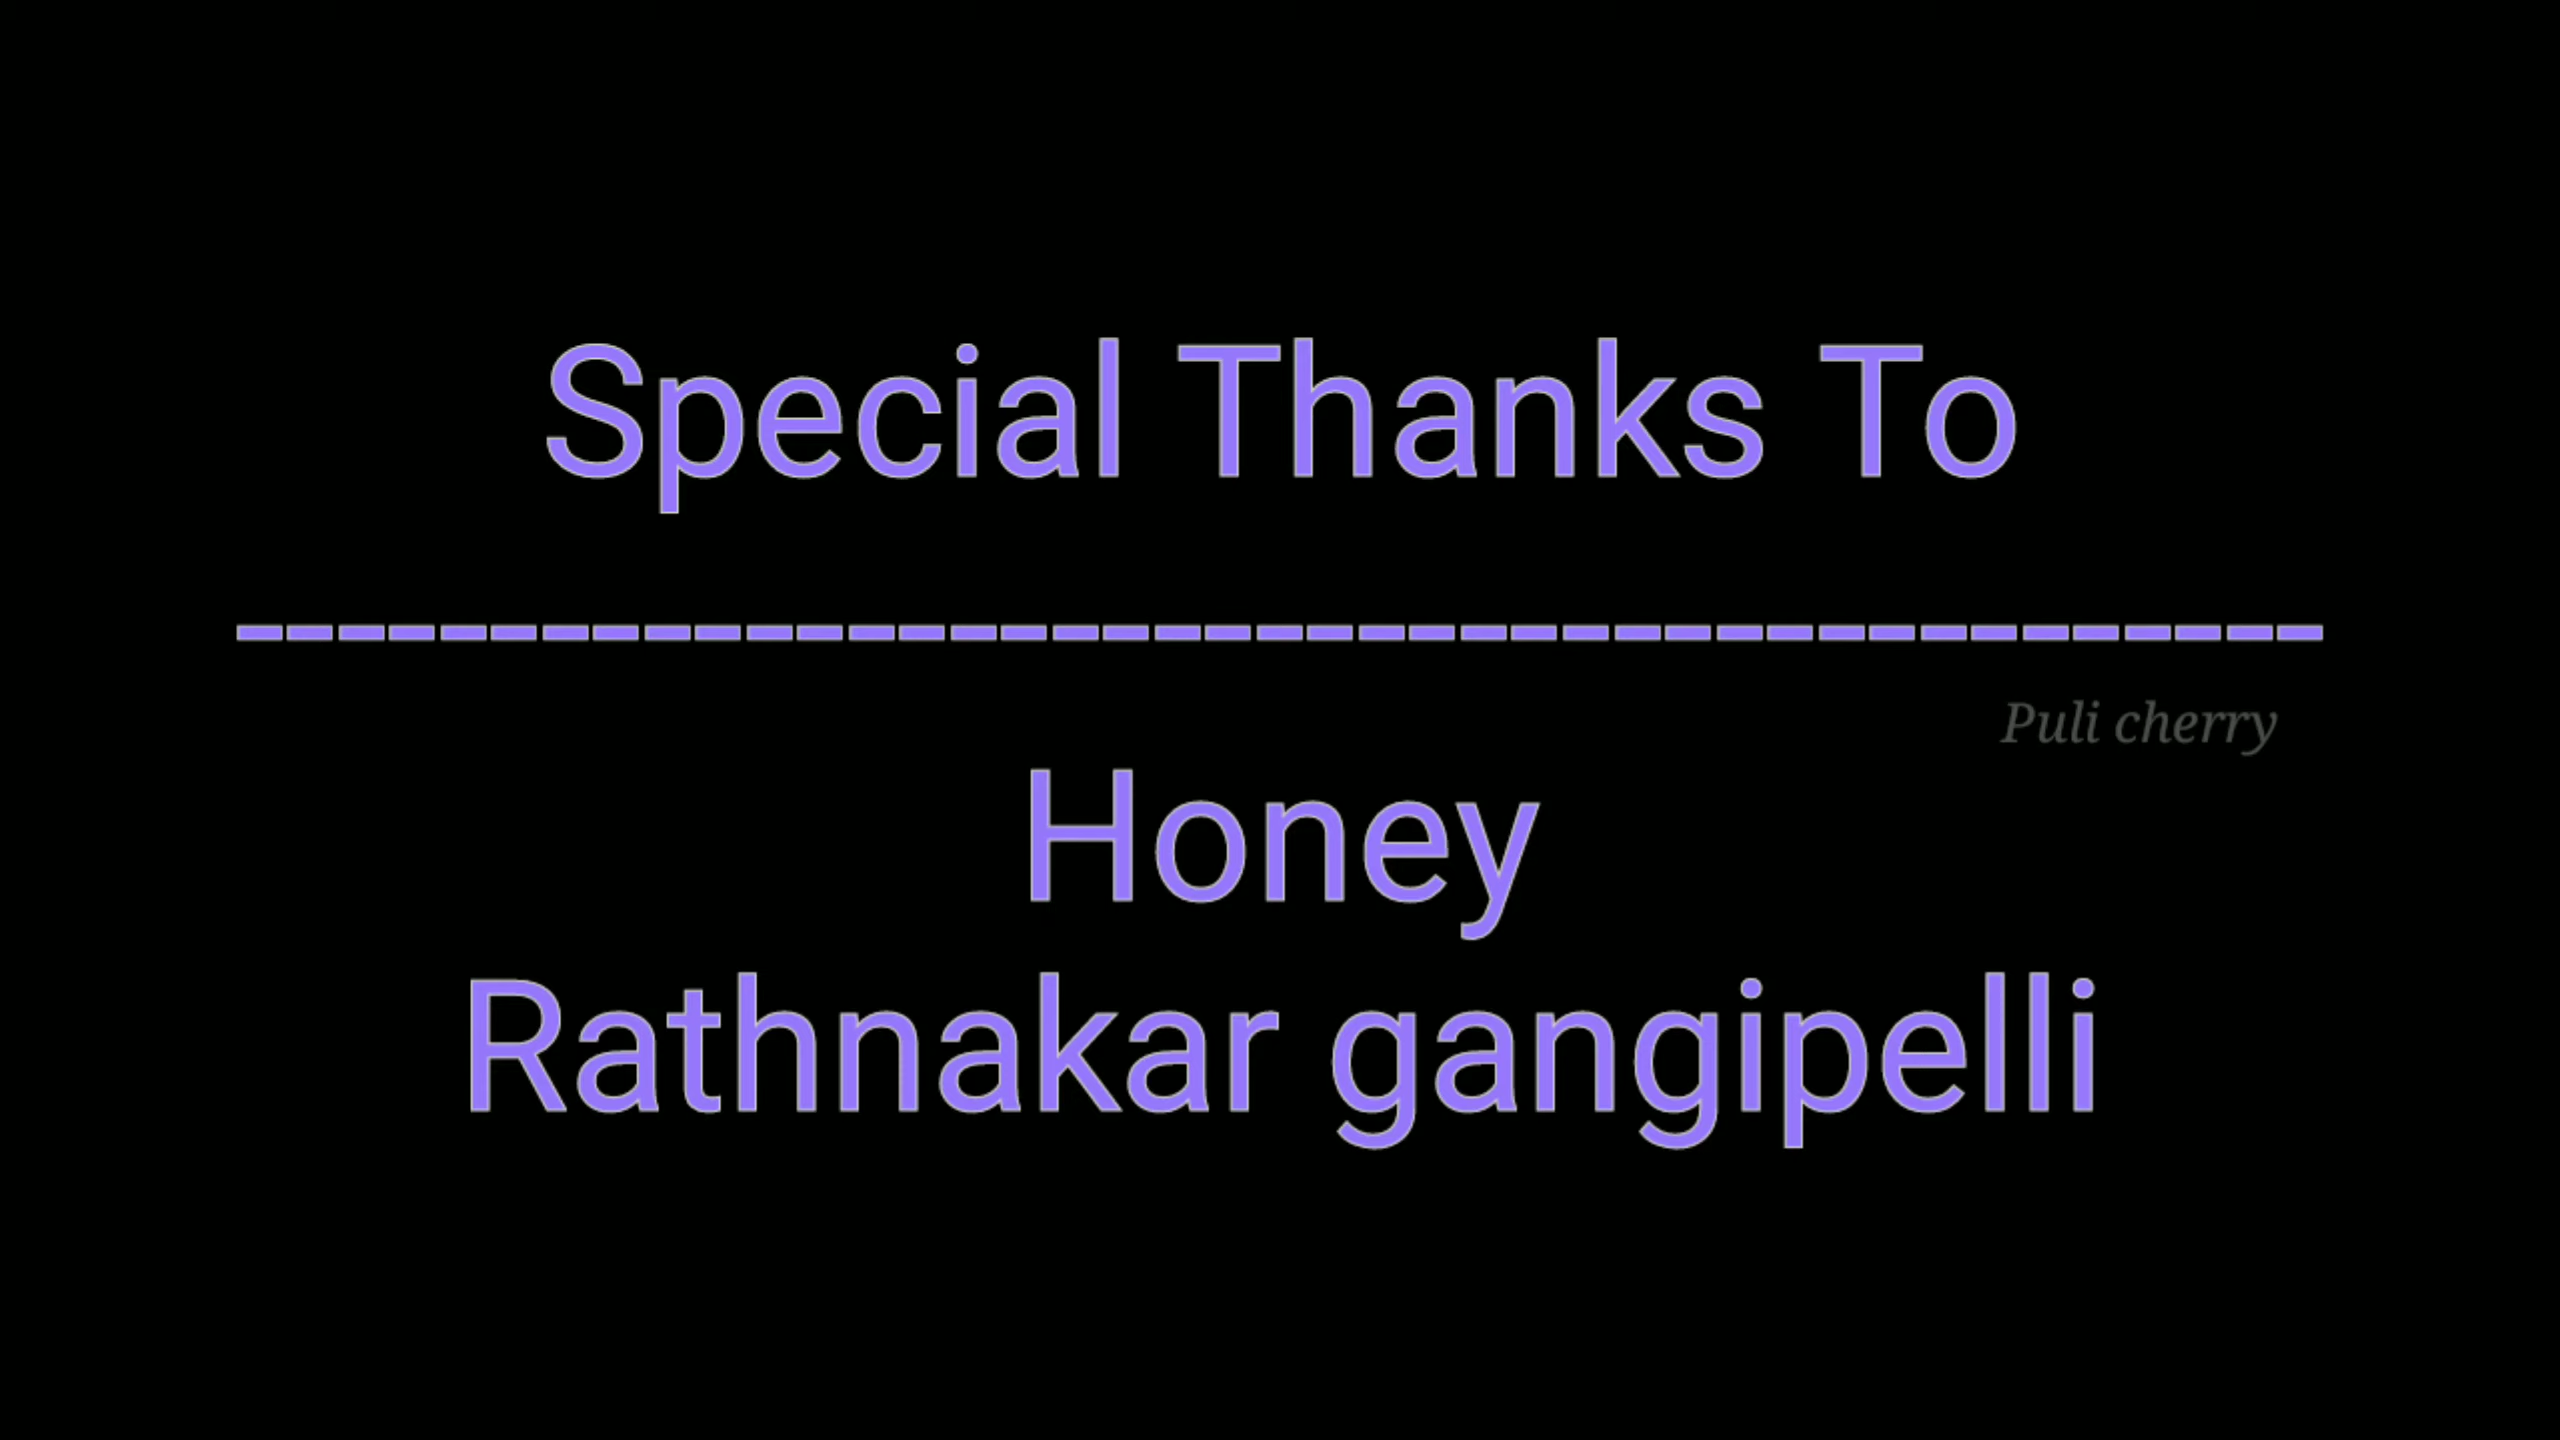 Special Thanks To
-----------------------------------------
Puli cherry
Honey
Rathnakar gangipelli